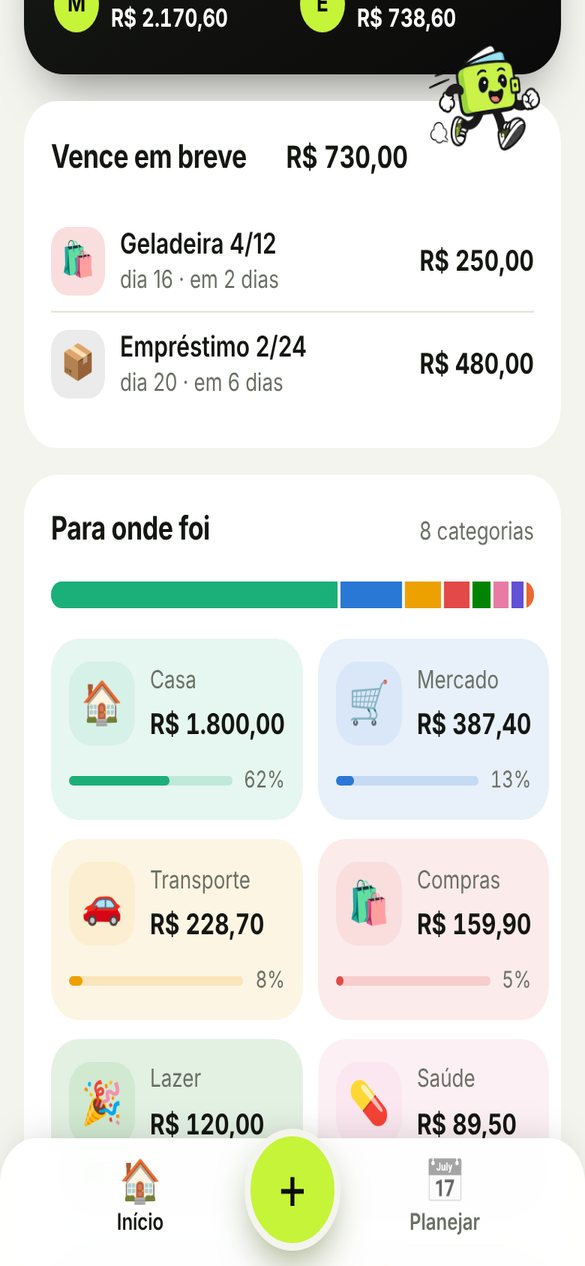 M
R$ 2.170,60
E
R$ 738,60
Vence em breve R$ 730,00
Geladeira 4/12
dia 16 · em 2 dias
R$ 250,00
Empréstimo 2/24
dia 20 · em 6 dias
R$ 480,00
Para onde foi
8 categorias
Casa
R$ 1.800,00
62%
Mercado
R$ 387,40
13%
Transporte
R$ 228,70
8%
Compras
R$ 159,90
5%
Lazer
R$ 120,00
Saúde
R$ 89,50
Início
+
July
17
Planejar